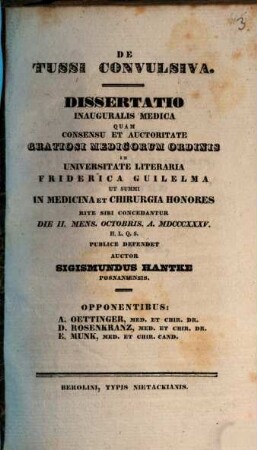 3
DE
TUSSI CONVULSIVA.
DISSERTATIO
INAUGURALIS MEDICA
QUAM
CONSENSU ET AUCTORITATE
GRATIOSI MEDICORUM ORDINIS
IN
UNIVERSITATE LITERARIA
FRIDERICA GUILELMA
UT SUMMI
IN MEDICINA ET CHIRURGIA HONORES
RITE SIBI CONCEDANTUR
DIE II. MENS. OCTOBRIS. A. MDCCCXXXV.
H. L. Q. S.
PUBLICE DEFENDET
AUCTOR
SIGISMUNDUS HANTKE
POSNANIENSIS.
OPPONENTIBUS:
A. OETTINGER, MED. ET CHIR. DR.
D. ROSENKRANZ, MED. ET CHIR. DR.
E. MUNK, MED. ET CHIR. CAND.
BEROLINI, TYPIS NIETACKIANIS.